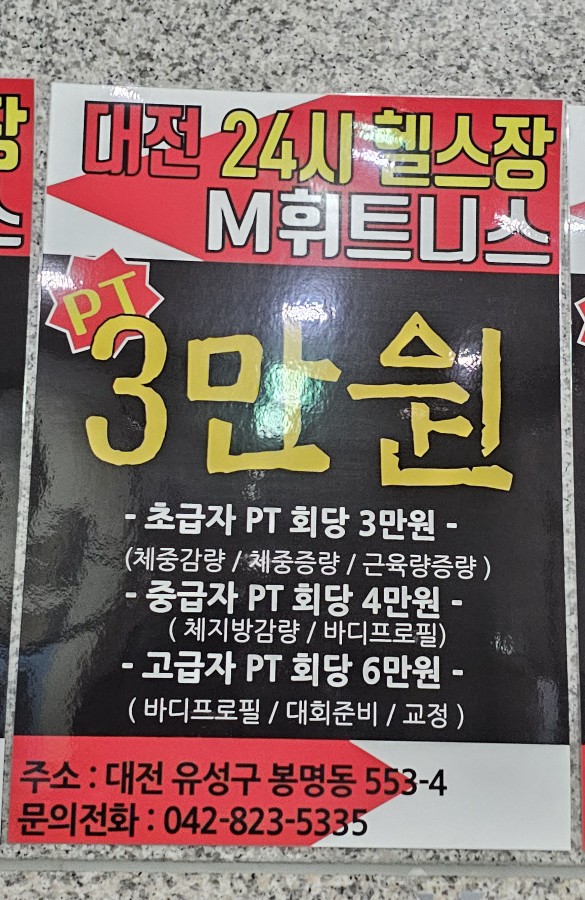 대전 24시 헬스장
M휘트니스
PT
3만원
- 초급자 PT 회당 3만원 -
(체중감량 / 체중증량 / 근육량증량 )
- 중급자 PT 회당 4만원 -
( 체지방감량 / 바디프로필)
- 고급자 PT 회당 6만원 -
( 바디프로필 / 대회준비 / 교정 )
주소 : 대전 유성구 봉명동 553-4
문의전화 : 042-823-5335